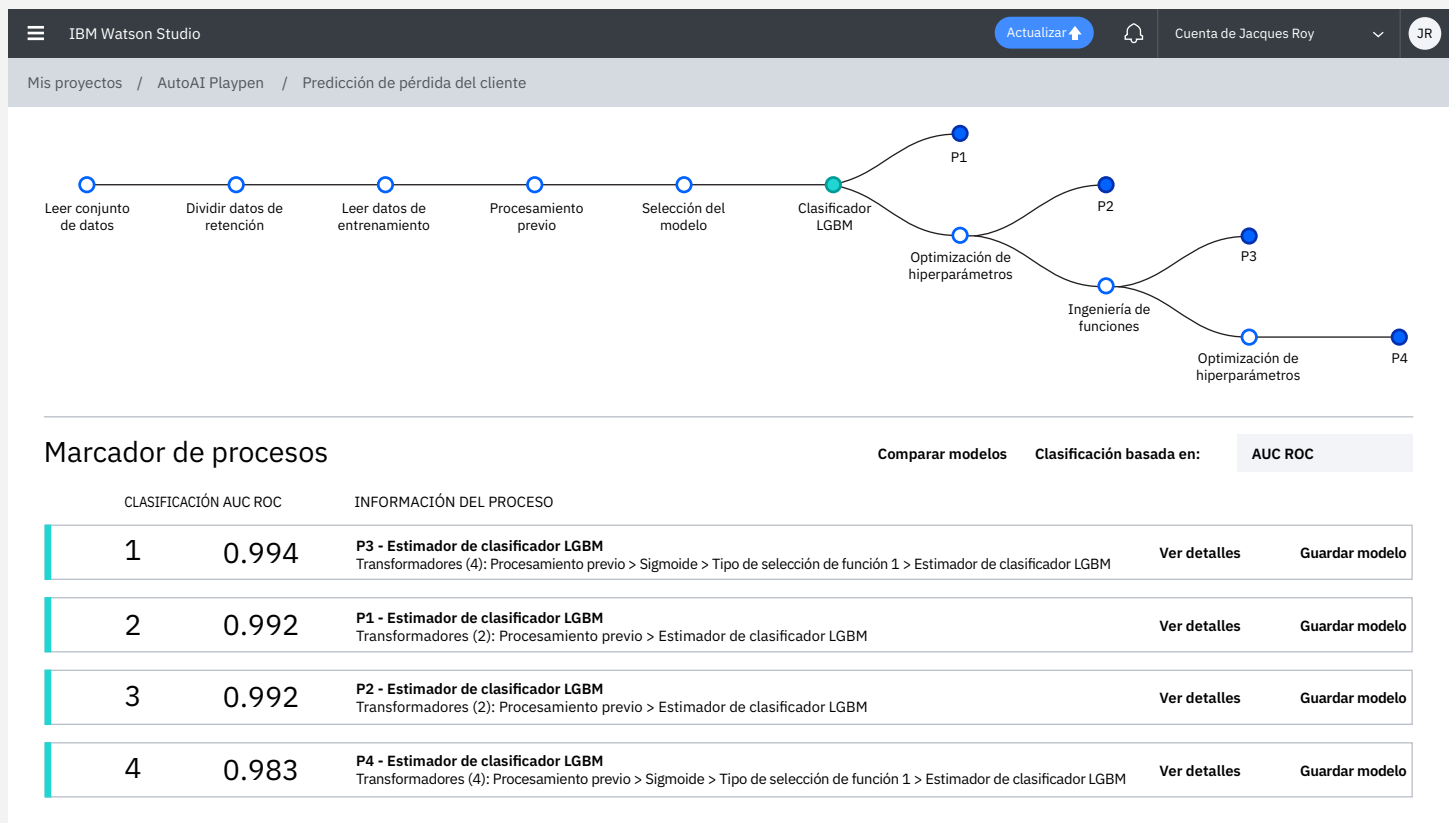 IBM Watson Studio
Actualizar
Cuenta de Jacques Roy
JR
Mis proyectos / AutoAI Playpen / Predicción de pérdida del cliente
P1
Leer conjunto
de datos
Dividir datos de
retención
Leer datos de
entrenamiento
Procesamiento
previo
Selección del
modelo
Clasificador
LGBM
P2
Optimización de
hiperparámetros
P3
Ingeniería de
funciones
Optimización de
hiperparámetros
P4
Marcador de procesos
Comparar modelos
Clasificación basada en:
AUC ROC
CLASIFICACIÓN AUC ROC
INFORMACIÓN DEL PROCESO
1
0.994
P3 - Estimador de clasificador LGBM
Transformadores (4): Procesamiento previo > Sigmoide > Tipo de selección de función 1 > Estimador de clasificador LGBM
Ver detalles
Guardar modelo
2
0.992
P1 - Estimador de clasificador LGBM
Transformadores (2): Procesamiento previo > Estimador de clasificador LGBM
Ver detalles
Guardar modelo
3
0.992
P2 - Estimador de clasificador LGBM
Transformadores (2): Procesamiento previo > Estimador de clasificador LGBM
Ver detalles
Guardar modelo
4
0.983
P4 - Estimador de clasificador LGBM
Transformadores (4): Procesamiento previo > Sigmoide > Tipo de selección de función 1 > Estimador de clasificador LGBM
Ver detalles
Guardar modelo